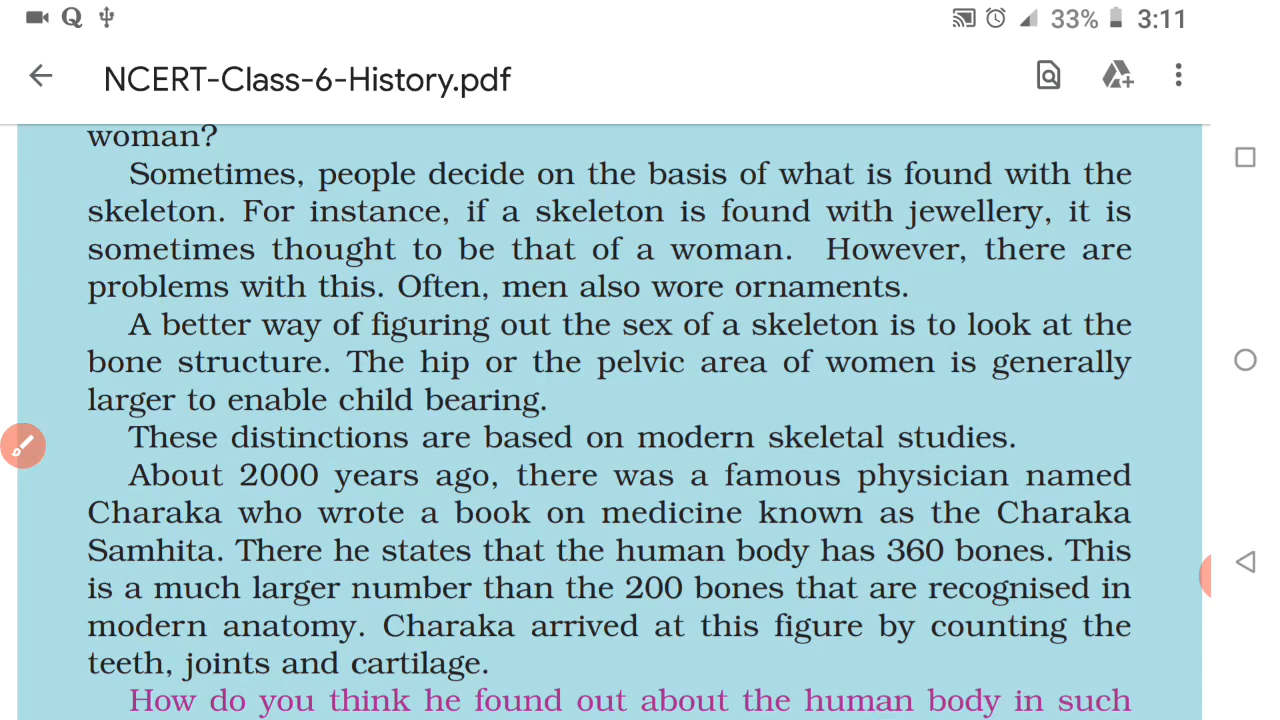 33% 3:11
NCERT-Class-6-History.pdf
woman?
Sometimes, people decide on the basis of what is found with the
skeleton. For instance, if a skeleton is found with jewellery, it is
sometimes thought to be that of a woman. However, there are
problems with this. Often, men also wore ornaments.
A better way of figuring out the sex of a skeleton is to look at the
bone structure. The hip or the pelvic area of women is generally
larger to enable child bearing.
These distinctions are based on modern skeletal studies.
About 2000 years ago, there was a famous physician named
Charaka who wrote a book on medicine known as the Charaka
Samhita. There he states that the human body has 360 bones. This
is a much larger number than the 200 bones that are recognised in
modern anatomy. Charaka arrived at this figure by counting the
teeth, joints and cartilage.
How do you think he found out about the human body in such